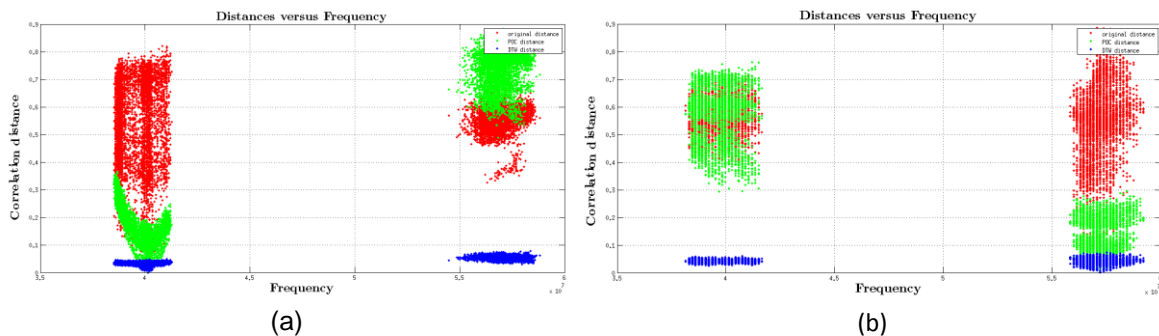 Distances versus Frequency
original distance
POC distance
DTW distance
Correlation distance
0.9
0.8
0.7
0.6
0.5
0.4
0.3
0.2
0.1
0
3.5 4 4.5 5 5.5 6
x 10^7
Frequency
(a)
Distances versus Frequency
original distance
POC distance
DTW distance
Correlation distance
0.9
0.8
0.7
0.6
0.5
0.4
0.3
0.2
0.1
0
3.5 4 4.5 5 5.5
Frequency
(b)